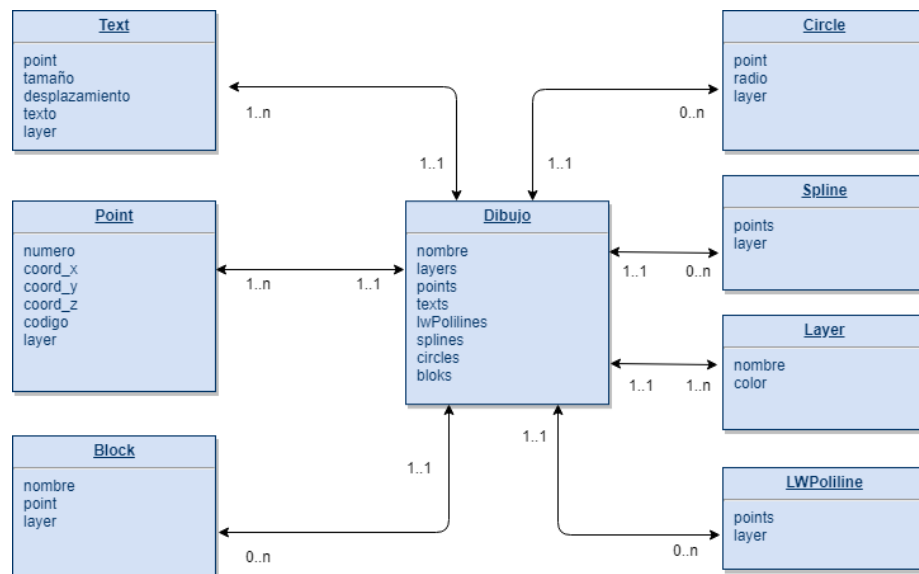 Text
point
tamaño
desplazamiento
texto
layer
1..n
1..1
Circle
point
radio
layer
0..n
1..1
Point
numero
coord_x
coord_y
coord_z
codigo
layer
1..n
1..1
Dibujo
nombre
layers
points
texts
lwPolilines
splines
circles
bloks
Spline
points
layer
1..1
0..n
Layer
nombre
color
1..1
1..n
Block
nombre
point
layer
1..1
0..n
LWPoliline
points
layer
1..1
0..n